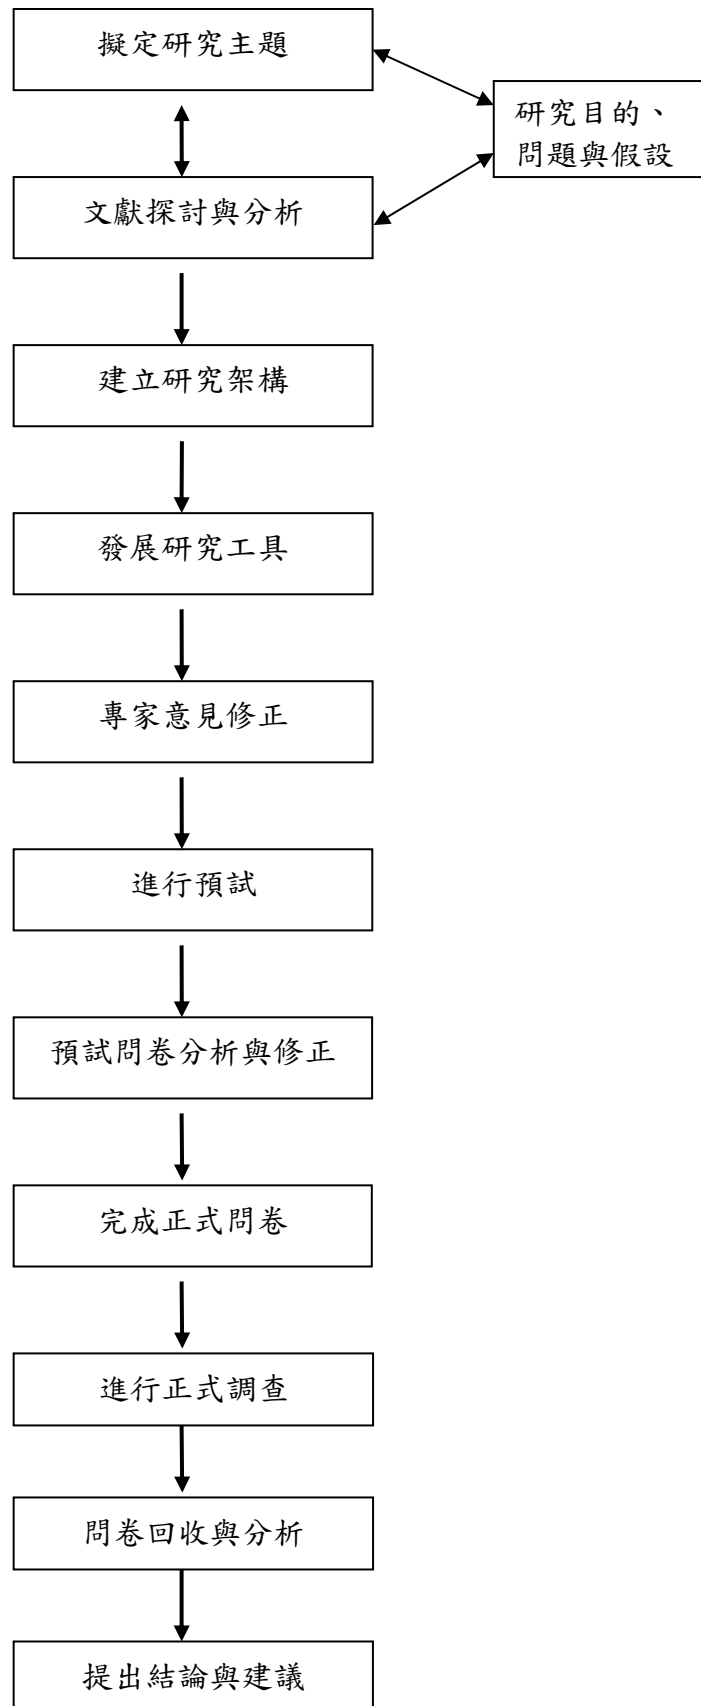 擬定研究主題
研究目的、
問題與假設
文獻探討與分析
建立研究架構
發展研究工具
專家意見修正
進行預試
預試問卷分析與修正
完成正式問卷
進行正式調查
問卷回收與分析
提出結論與建議